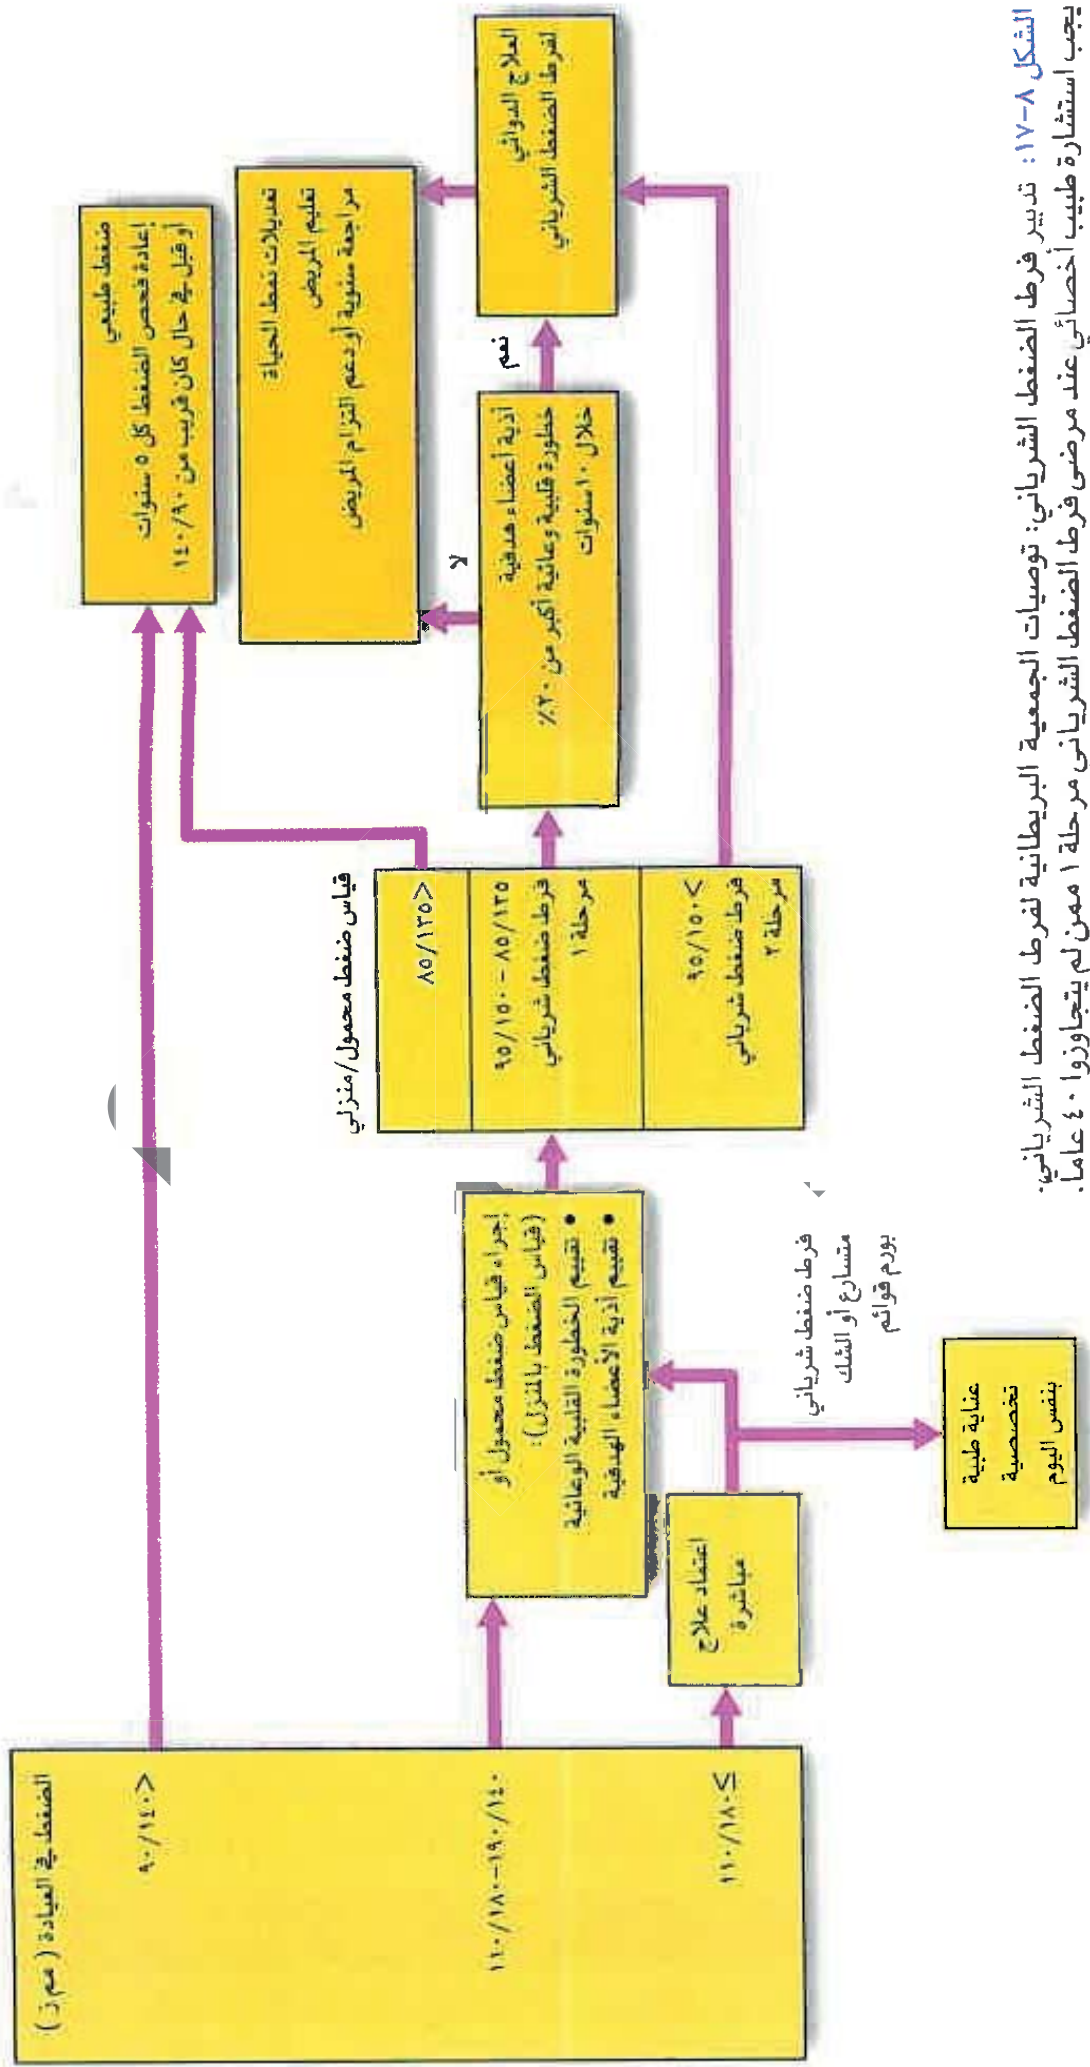 الضغط في العيادة (مم ز)
>٩٠/١٤٠
١١٠/١٨٠-١٩٠/١٤٠
≤١١٠/١٨٠
اعتماد علاج
مباشرة
إجراء قياس ضغط محمول أو
(قياس الضغط بالمنزل):
• تقييم الخطورة القلبية الوعائية
• تقييم أذية الأعضاء الهدفية
فرط ضغط شرياني
متسارع أو الشك
بورم قوائم
عناية طبية
تخصصية
بنفس اليوم
قياس ضغط محمول/منزلي
>٨٥/١٣٥
٩٥/١٥٠ - ٨٥/١٣٥
فرط ضغط شرياني
مرحلة ١
<٩٥/١٥٠
فرط ضغط شرياني
مرحلة ٢
أذية أعضاء هدفية
خطورة قلبية وعائية أكبر من ٢٠٪
خلال ١٠ سنوات
لا
نعم
ضغط طبيعي
إعادة فحص الضغط كل ٥ سنوات
أو قبل في حال كان قريب من ١٤٠/٩٠
تعديلات نمط الحياة
تعليم المريض
مراجعة سنوية أو دعم التزام المريض
العلاج الدوائي
لفرط الضغط الشرياني
الشكل ٨-١٧: تدبير فرط الضغط الشرياني: توصيات الجمعية البريطانية لفرط الضغط الشرياني.
يجب استشارة طبيب أخصائي عند مرضى فرط الضغط الشرياني مرحلة ١ ممن لم يتجاوزوا ٤٠ عاماً.